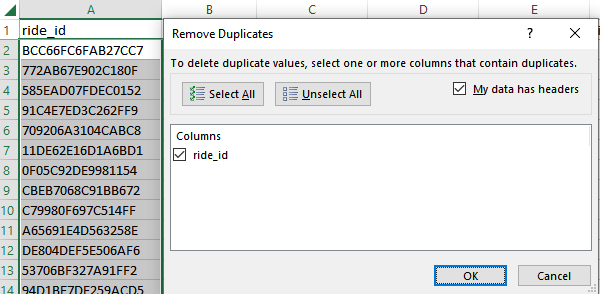 A B C D E
1 ride_id
2 BCC66FC6FAB27CC7
3 772AB67E902C180F
4 585EAD07FDEC0152
5 91C4E7ED3C262FF9
6 709206A3104CABC8
7 11DE62E16D1A6BD1
8 0F05C92DE9981154
9 CBEB7068C91BB672
10 C79980F697C514FF
11 A65691E4D563258E
12 DE804DEF5E506AF6
13 53706BF327A91FF2
14 94D1BF7DF259ACD5
Remove Duplicates ? ×
To delete duplicate values, select one or more columns that contain duplicates.
Select All Unselect All My data has headers
Columns
ride_id
OK Cancel